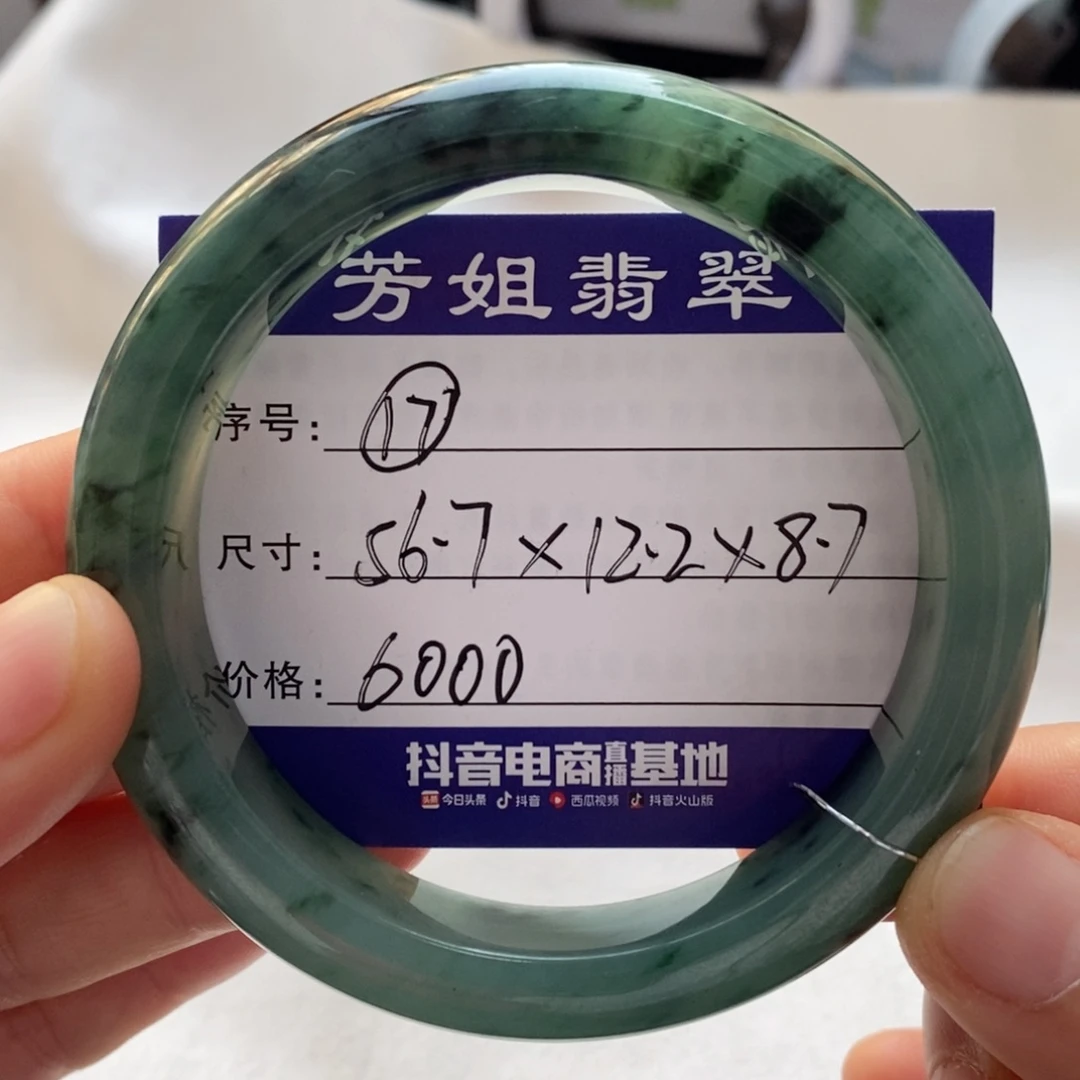 芳姐翡翠
序号: ⑰
尺寸: 56.7×12.2×8.7
价格: 6000
抖音电商直播基地
头条 今日头条 抖音 西瓜视频 抖音火山版